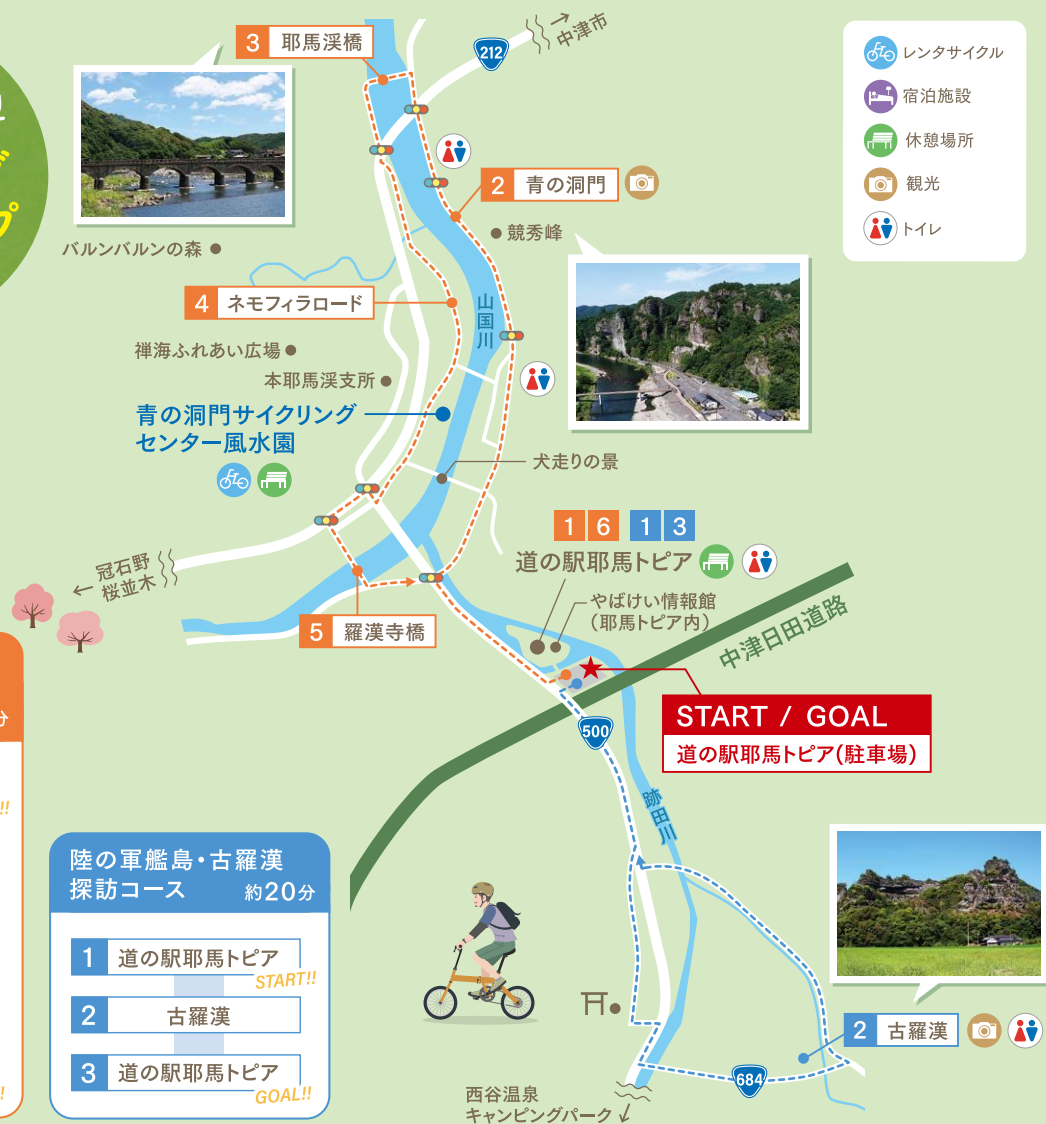 3 耶馬溪橋
212
中津市
レンタサイクル
宿泊施設
休憩場所
観光
トイレ
2 青の洞門
競秀峰
バルンバルンの森
4 ネモフィラロード
山国川
禅海ふれあい広場
本耶馬渓支所
青の洞門サイクリング
センター風水園
犬走りの景
1 6 1 3
道の駅耶馬トピア
冠石野
桜並木
やばけい情報館
(耶馬トピア内)
5 羅漢寺橋
中津日田道路
START / GOAL
道の駅耶馬トピア(駐車場)
500
跡田川
分
!!
陸の軍艦島・古羅漢
探訪コース 約20分
1 道の駅耶馬トピア
START!!
2 古羅漢
3 道の駅耶馬トピア
GOAL!!
2 古羅漢
684
西谷温泉
キャンピングパーク